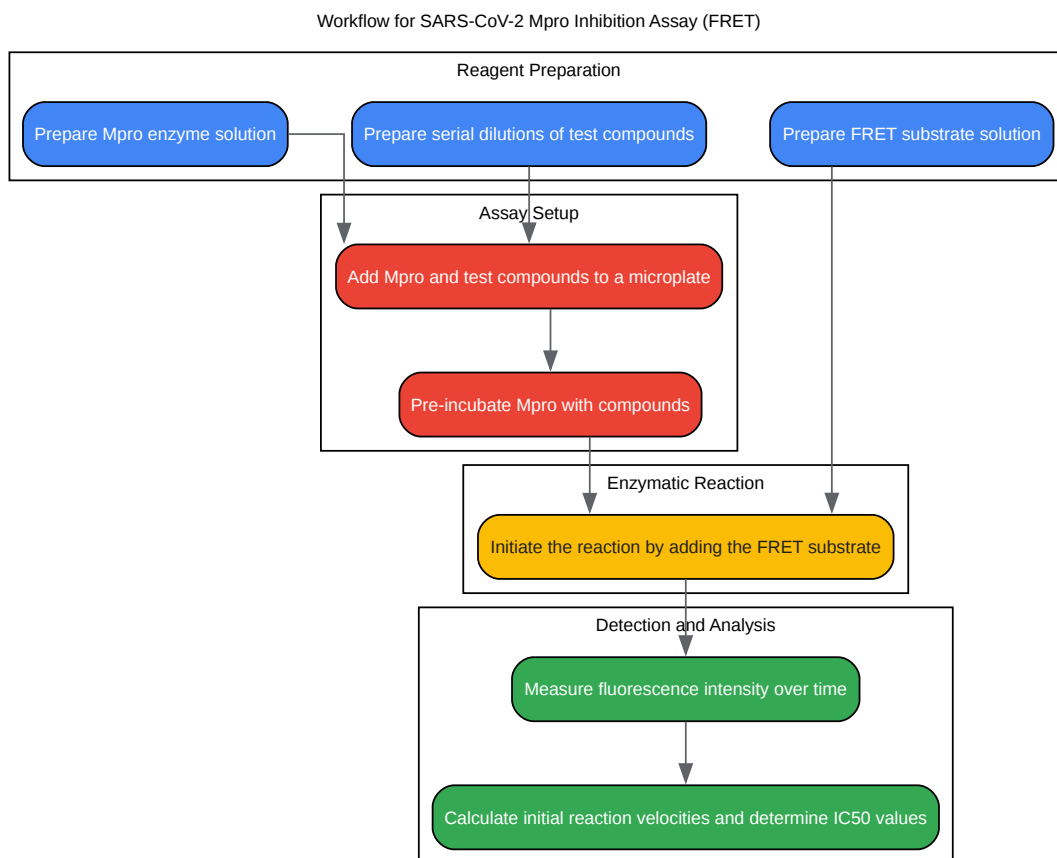 Workflow for SARS-CoV-2 Mpro Inhibition Assay (FRET)
Reagent Preparation
Prepare Mpro enzyme solution
Prepare serial dilutions of test compounds
Prepare FRET substrate solution
Assay Setup
Add Mpro and test compounds to a microplate
Pre-incubate Mpro with compounds
Enzymatic Reaction
Initiate the reaction by adding the FRET substrate
Detection and Analysis
Measure fluorescence intensity over time
Calculate initial reaction velocities and determine IC50 values